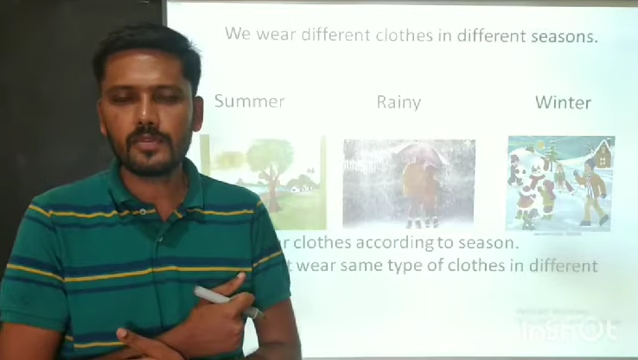 We wear different clothes in different seasons.
Summer Rainy Winter
clothes according to season.
wear same type of clothes in different
InShot